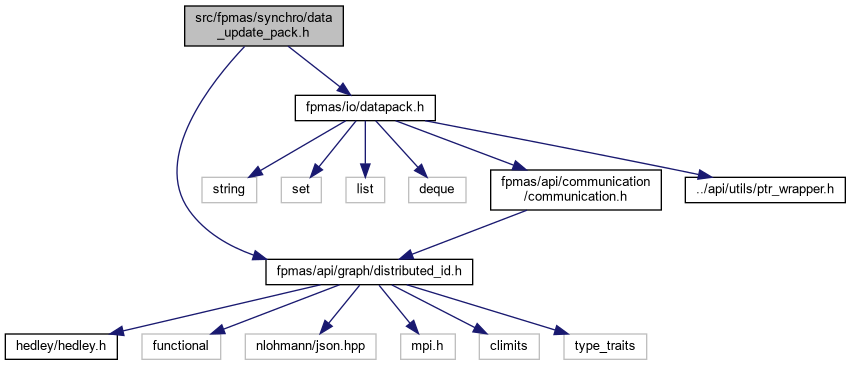 src/fpmas/synchro/data
_update_pack.h
fpmas/io/datapack.h
string
set
list
deque
fpmas/api/communication
/communication.h
../api/utils/ptr_wrapper.h
fpmas/api/graph/distributed_id.h
hedley/hedley.h
functional
nlohmann/json.hpp
mpi.h
climits
type_traits